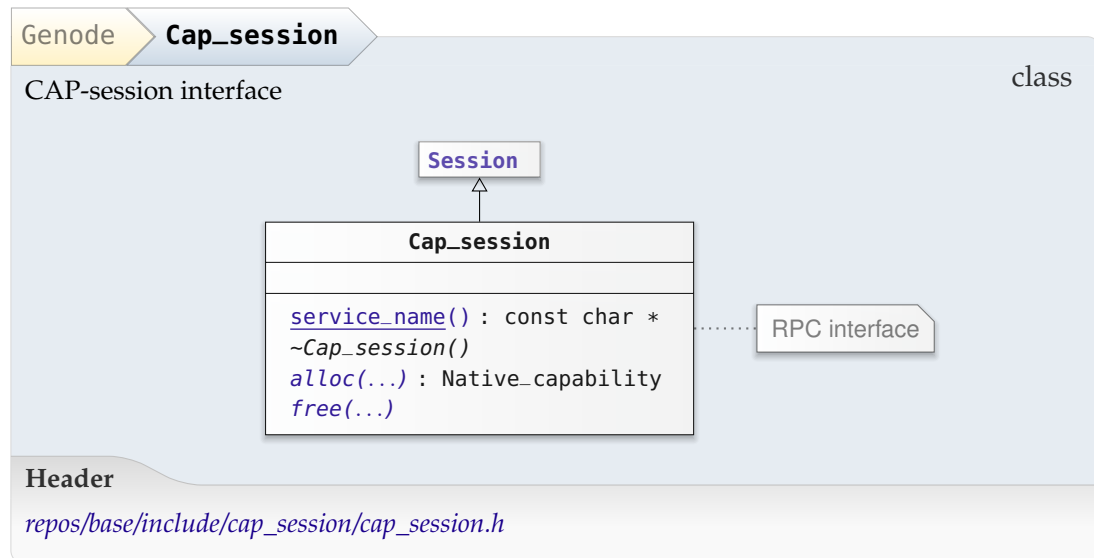 Genode Cap_session
class
CAP-session interface
Session
Cap_session
service_name() : const char *
~Cap_session()
alloc(...) : Native_capability
free(...)
RPC interface
Header
repos/base/include/cap_session/cap_session.h